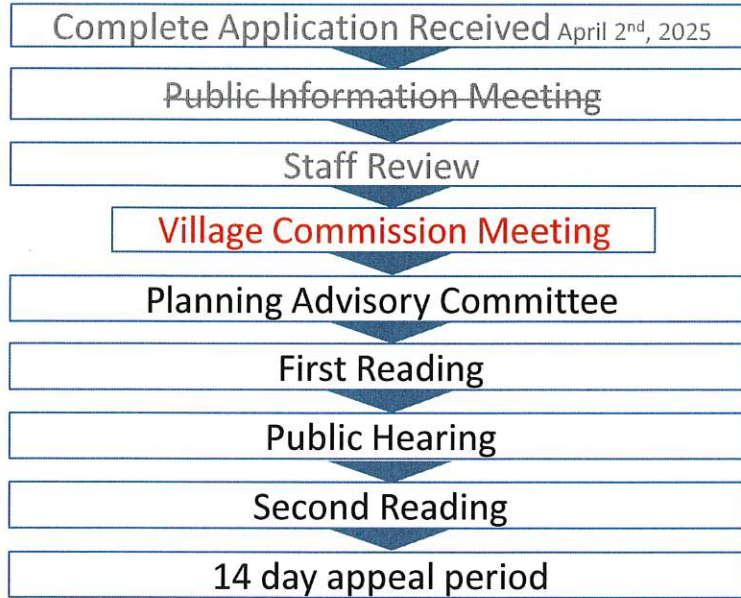 Complete Application Received April 2nd, 2025
Public Information Meeting
Staff Review
Village Commission Meeting
Planning Advisory Committee
First Reading
Public Hearing
Second Reading
14 day appeal period